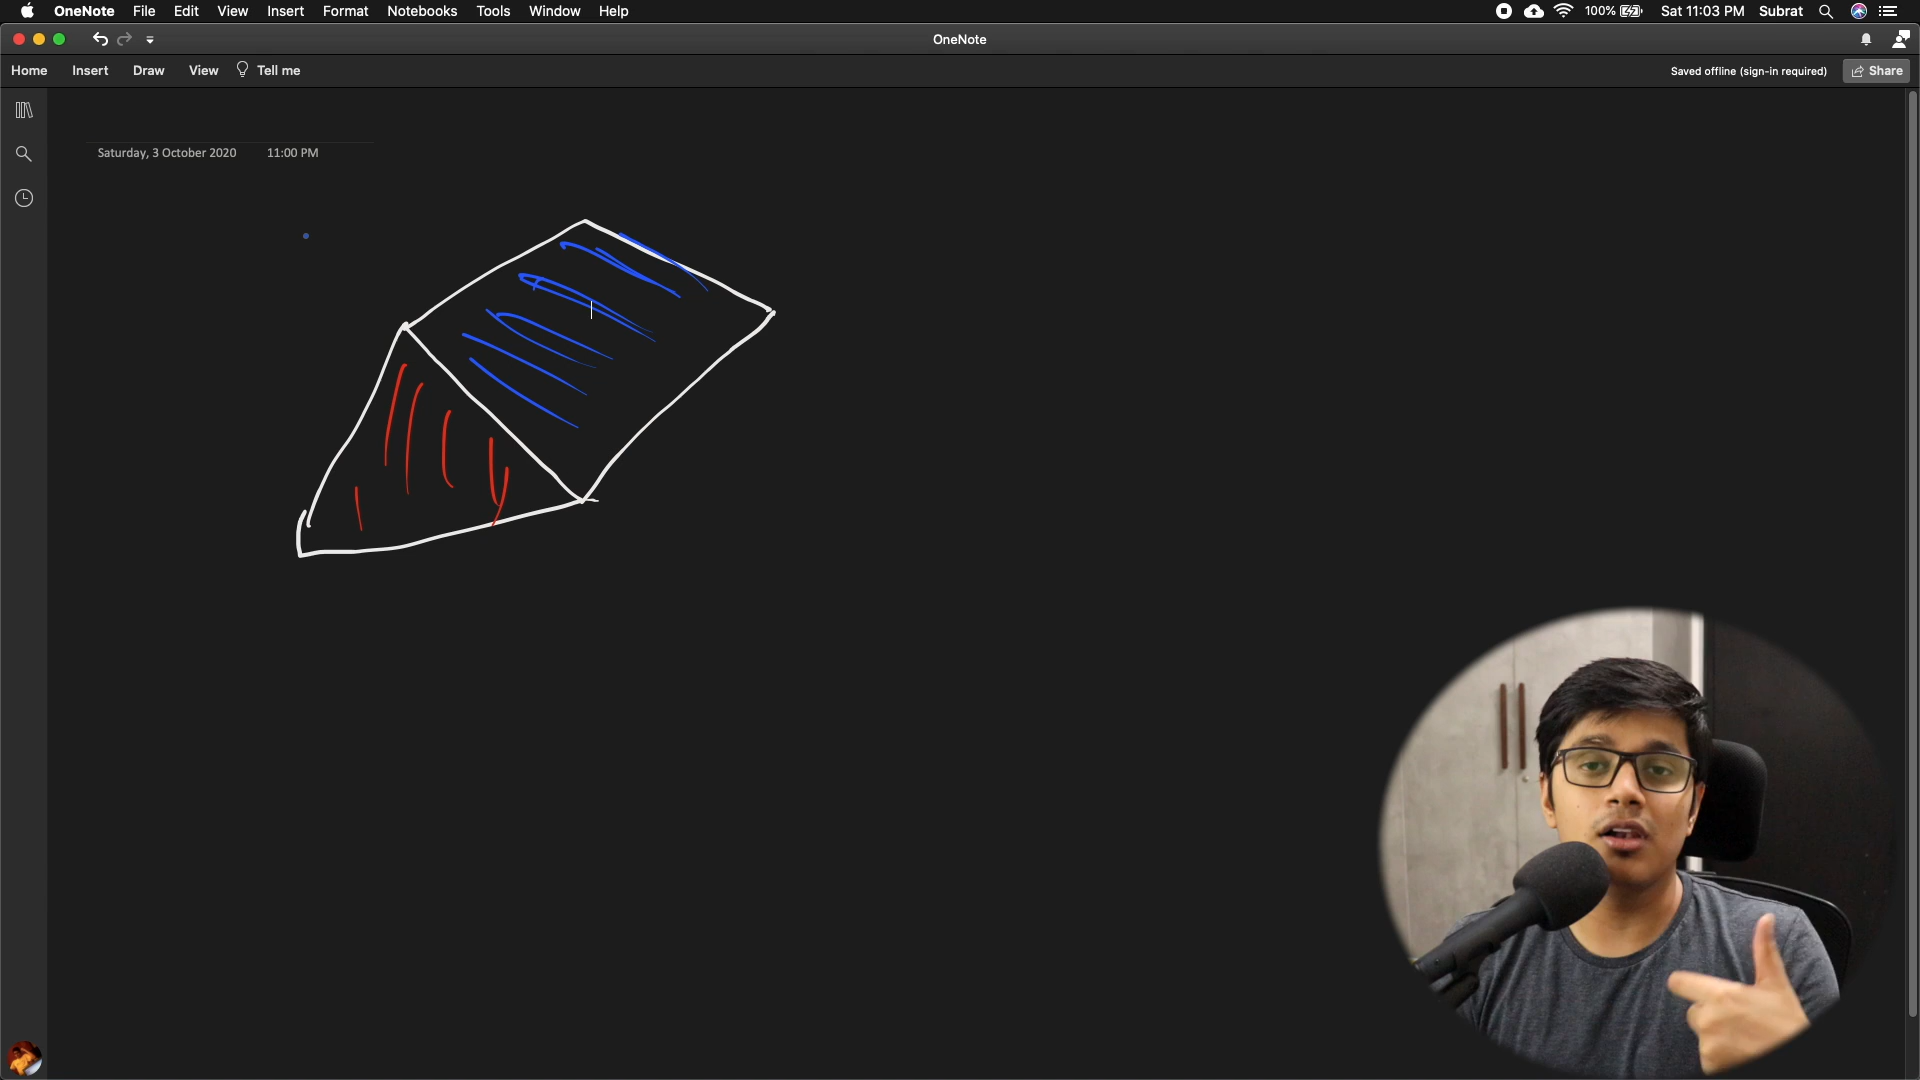 OneNote File Edit View Insert Format Notebooks Tools Window Help 100% Sat 11:03 PM Subrat
OneNote
Home Insert Draw View Tell me Saved offline (sign-in required) Share
Saturday, 3 October 2020 11:00 PM